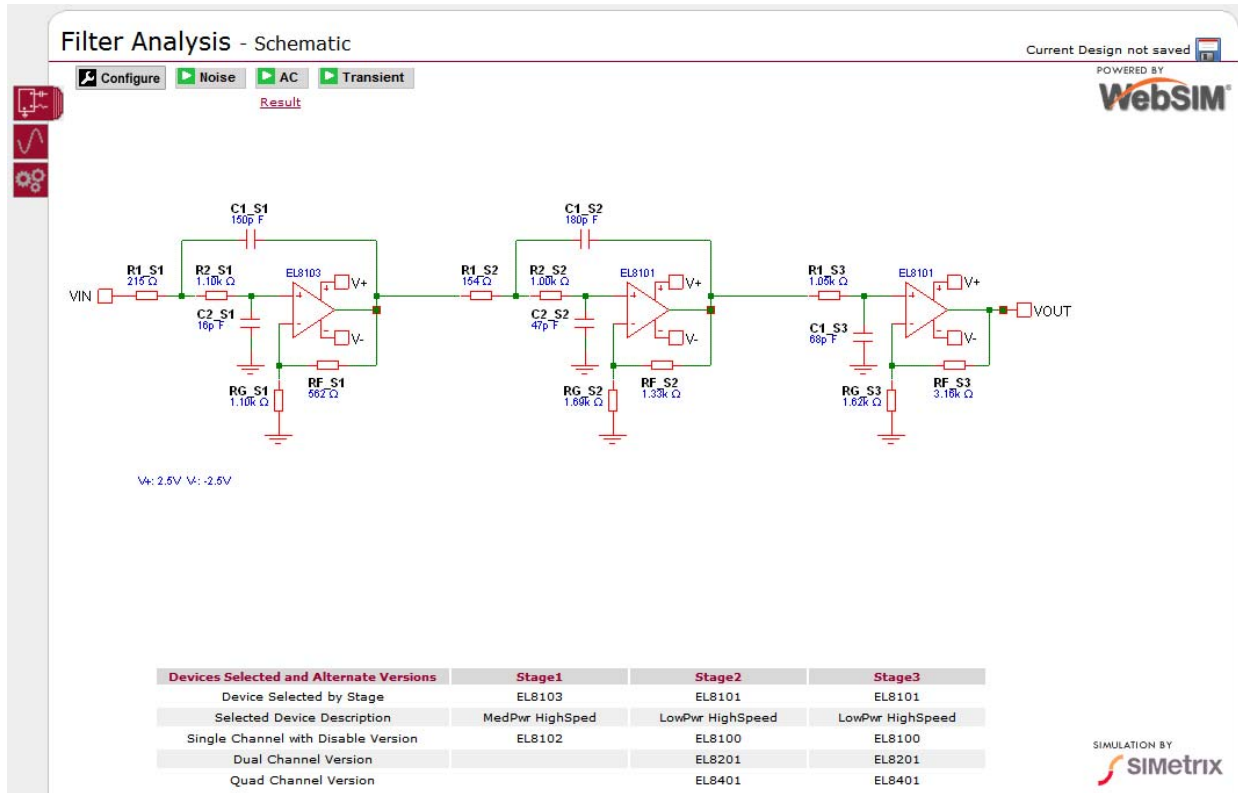 Filter Analysis - Schematic
Current Design not saved
Configure Noise AC Transient
Result
POWERED BY
WebSIM
C1_S1
150p F
C1_S2
180p F
R1_S1
215 Ω
R2_S1
1.10k Ω
EL8103
V+
R1_S2
154 Ω
R2_S2
1.00k Ω
EL8101
V+
R1_S3
1.05k Ω
EL8101
V+
VIN
VOUT
C2_S1
16p F
V-
C2_S2
47p F
V-
C1_S3
68p F
V-
RG_S1
1.10k Ω
RF_S1
562 Ω
RG_S2
1.69k Ω
RF_S2
1.33k Ω
RG_S3
1.62k Ω
RF_S3
3.16k Ω
V+: 2.5V V-: -2.5V
Devices Selected and Alternate Versions Stage1 Stage2 Stage3
Device Selected by Stage EL8103 EL8101 EL8101
Selected Device Description MedPwr HighSped LowPwr HighSpeed LowPwr HighSpeed
Single Channel with Disable Version EL8102 EL8100 EL8100
Dual Channel Version EL8201 EL8201
Quad Channel Version EL8401 EL8401
SIMULATION BY
SIMetrix